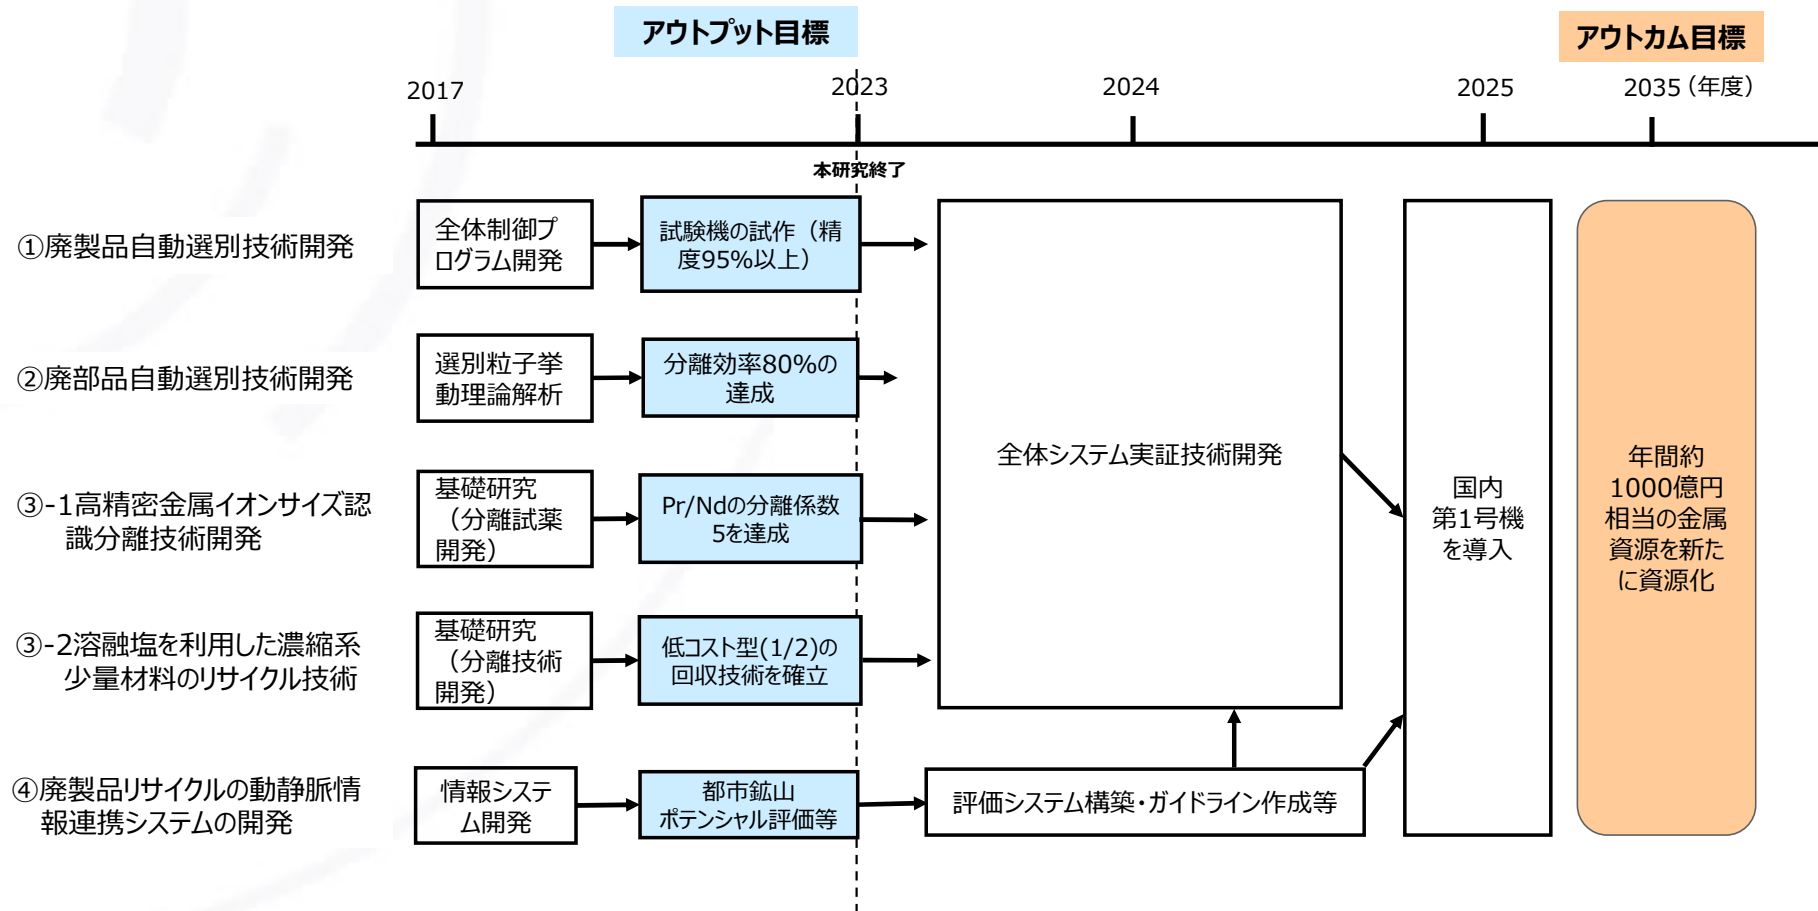 アウトプット目標
アウトカム目標
2017
2023
2024
2025
2035（年度）
本研究終了
①廃製品自動選別技術開発
全体制御プ
ログラム開発
試験機の試作（精
度95%以上）
②廃部品自動選別技術開発
選別粒子挙
動理論解析
分離効率80%の
達成
③-1高精密金属イオンサイズ認
識分離技術開発
基礎研究
（分離試薬
開発）
Pr/Ndの分離係数
5を達成
③-2溶融塩を利用した濃縮系
少量材料のリサイクル技術
基礎研究
（分離技術
開発）
低コスト型(1/2)の
回収技術を確立
④廃製品リサイクルの動静脈情
報連携システムの開発
情報システ
ム開発
都市鉱山
ポテンシャル評価等
全体システム実証技術開発
評価システム構築・ガイドライン作成等
国内
第1号機
を導入
年間約
1000億円
相当の金属
資源を新た
に資源化